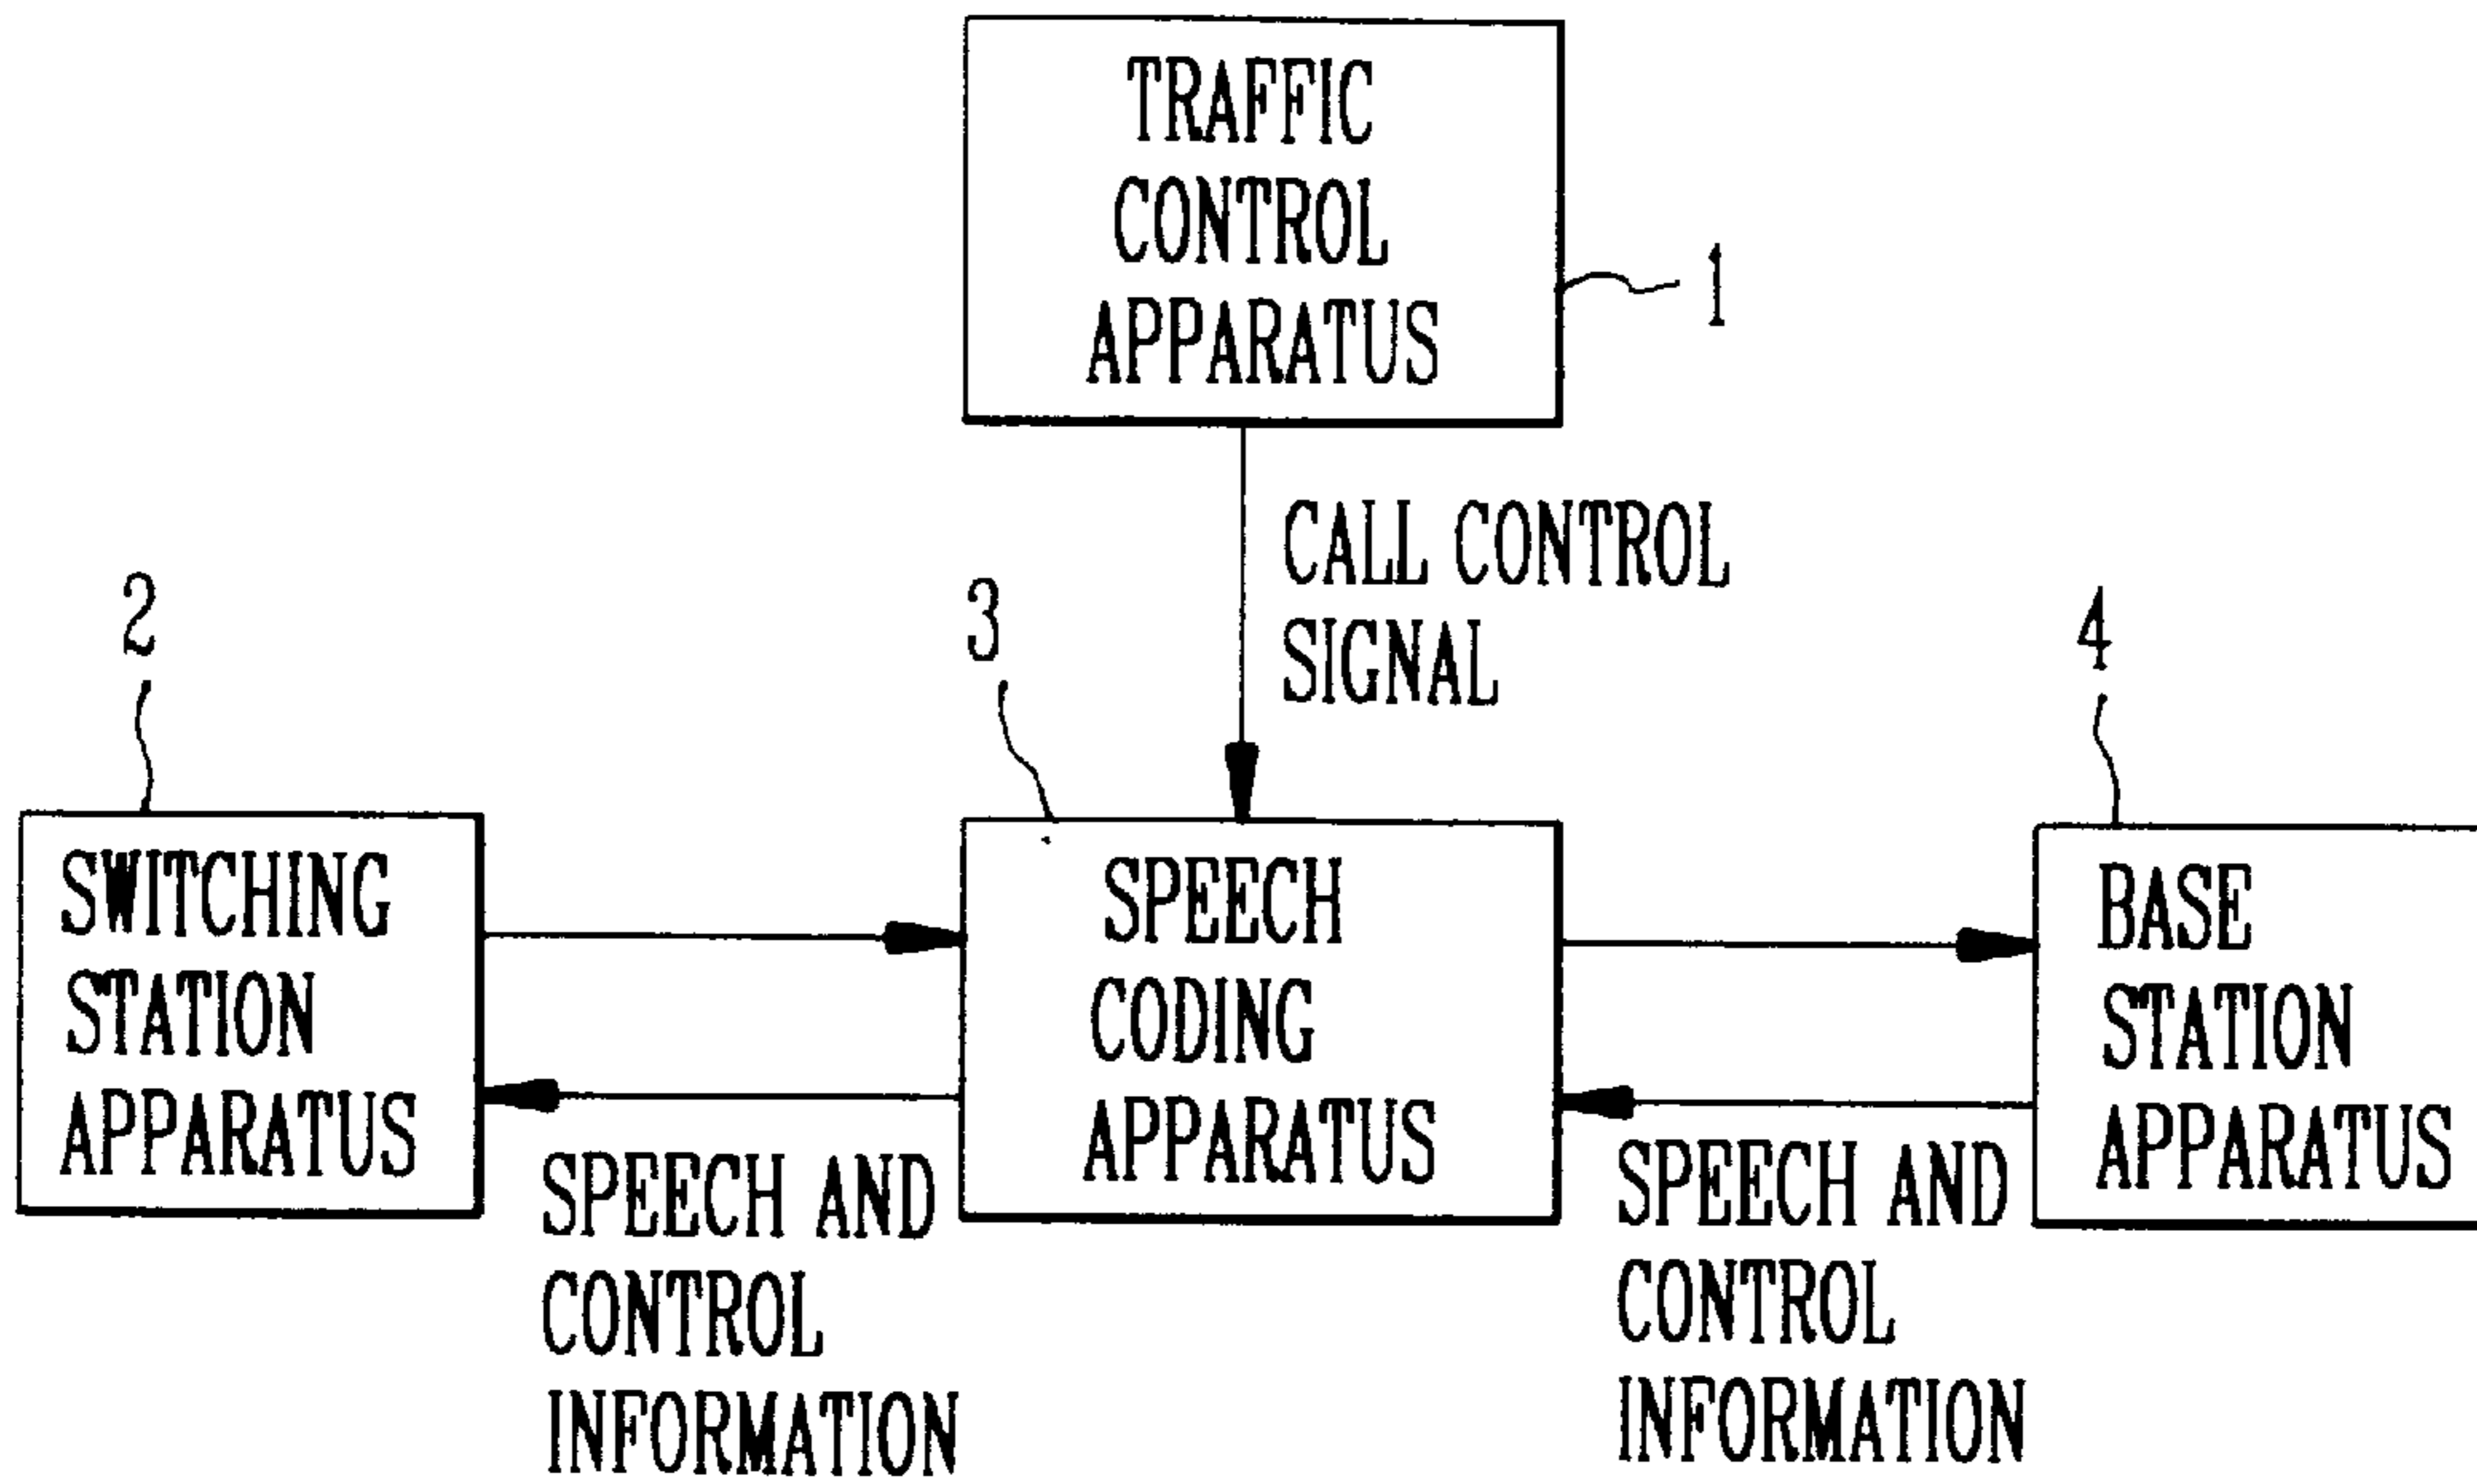 TRAFFIC
CONTROL
APPARATUS
1
CALL CONTROL
SIGNAL
2
3
4
SWITCHING
STATION
APPARATUS
SPEECH
CODING
APPARATUS
BASE
STATION
APPARATUS
SPEECH AND
CONTROL
INFORMATION
SPEECH AND
CONTROL
INFORMATION